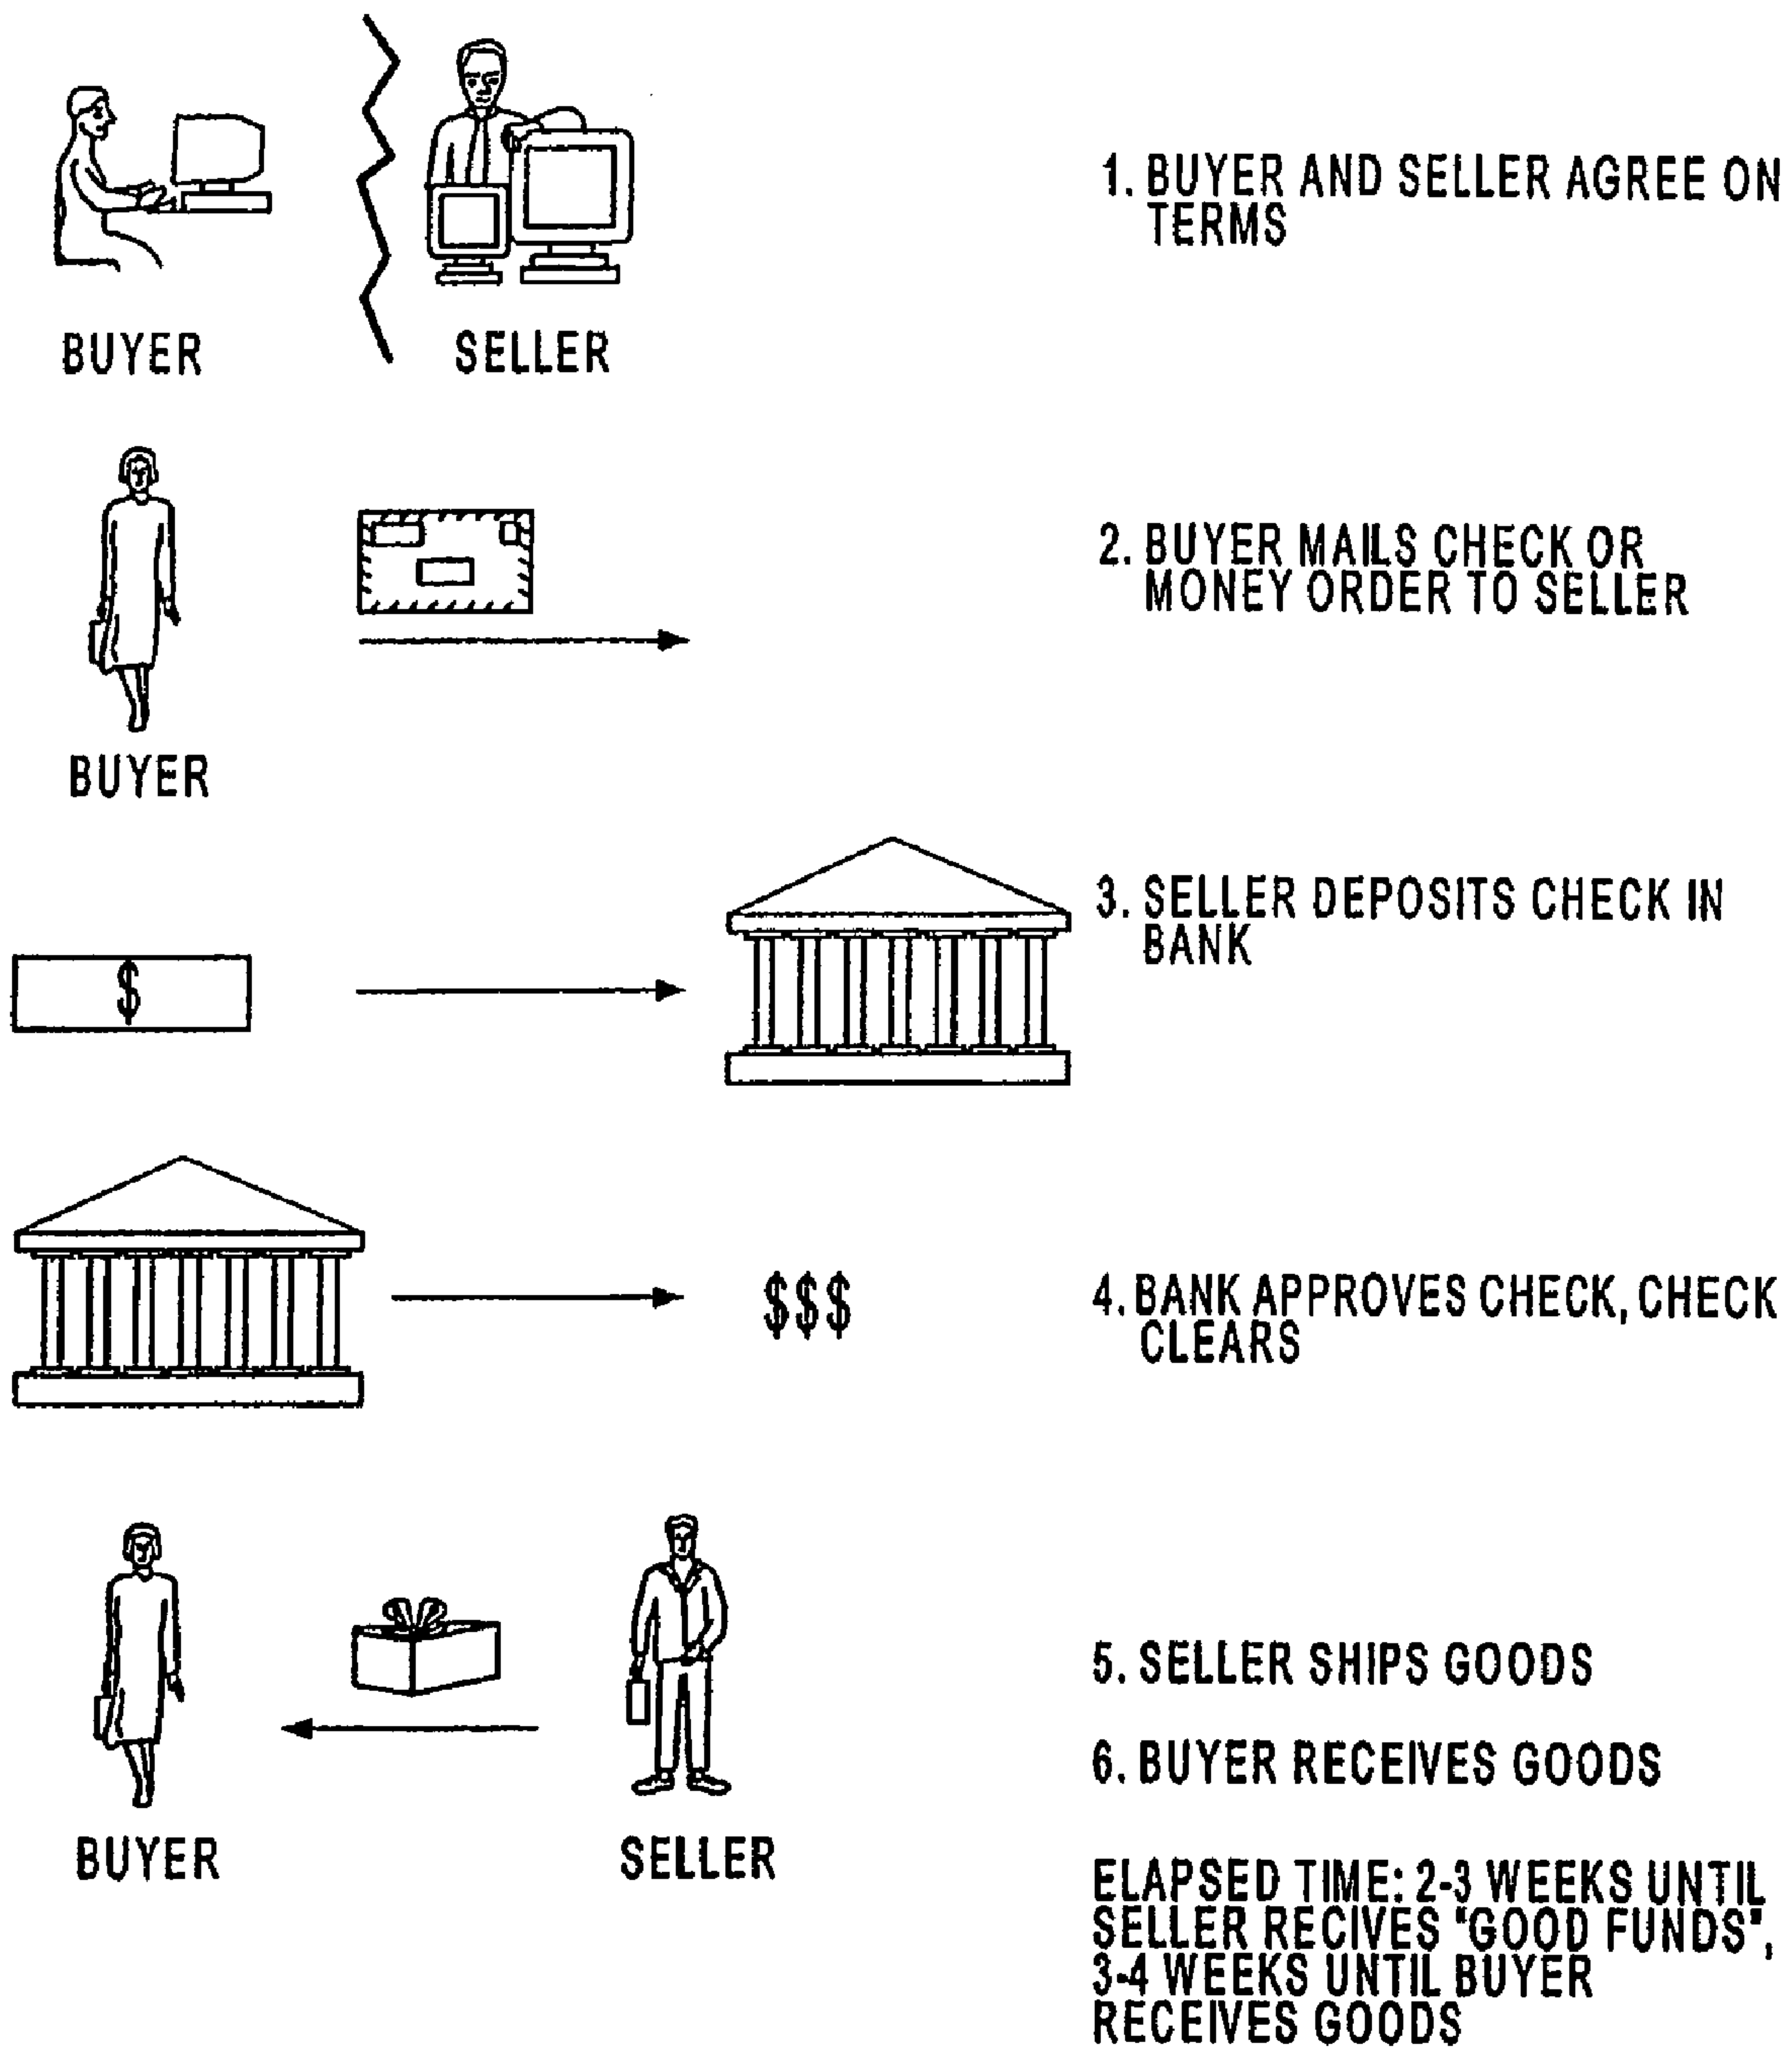 1. BUYER AND SELLER AGREE ON
TERMS
BUYER
SELLER
2. BUYER MAILS CHECK OR
MONEY ORDER TO SELLER
BUYER
3. SELLER DEPOSITS CHECK IN
BANK
$
4. BANK APPROVES CHECK, CHECK
CLEARS
$$$
5. SELLER SHIPS GOODS
6. BUYER RECEIVES GOODS
BUYER
SELLER
ELAPSED TIME: 2-3 WEEKS UNTIL
SELLER RECIVES "GOOD FUNDS",
3-4 WEEKS UNTIL BUYER
RECEIVES GOODS